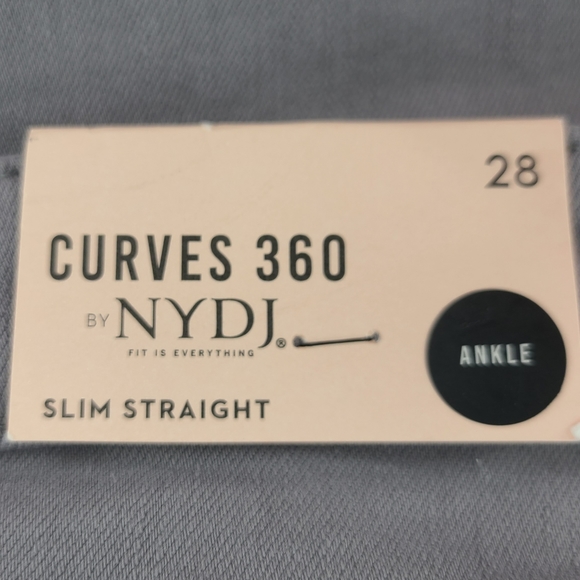 28
CURVES 360
BY NYDJ®
FIT IS EVERYTHING
ANKLE
SLIM STRAIGHT